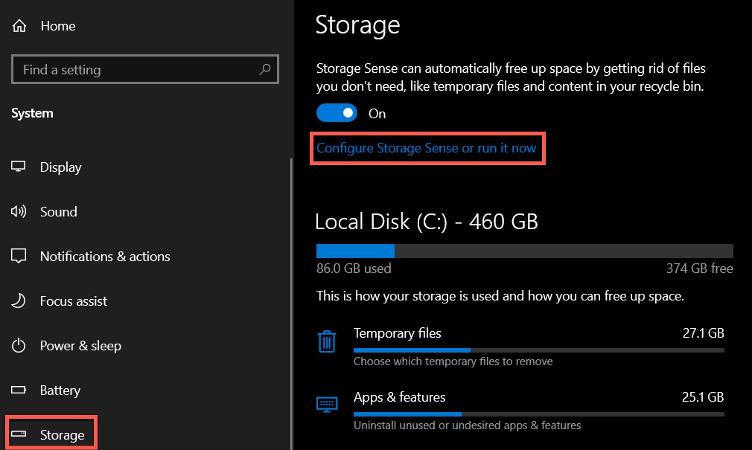 Home
Find a setting
System
Display
Sound
Notifications & actions
Focus assist
Power & sleep
Battery
Storage
Storage
Storage Sense can automatically free up space by getting rid of files
you don't need, like temporary files and content in your recycle bin.
On
Configure Storage Sense or run it now
Local Disk (C:) - 460 GB
86.0 GB used
374 GB free
This is how your storage is used and how you can free up space.
Temporary files
27.1 GB
Choose which temporary files to remove
Apps & features
25.1 GB
Uninstall unused or undesired apps & features